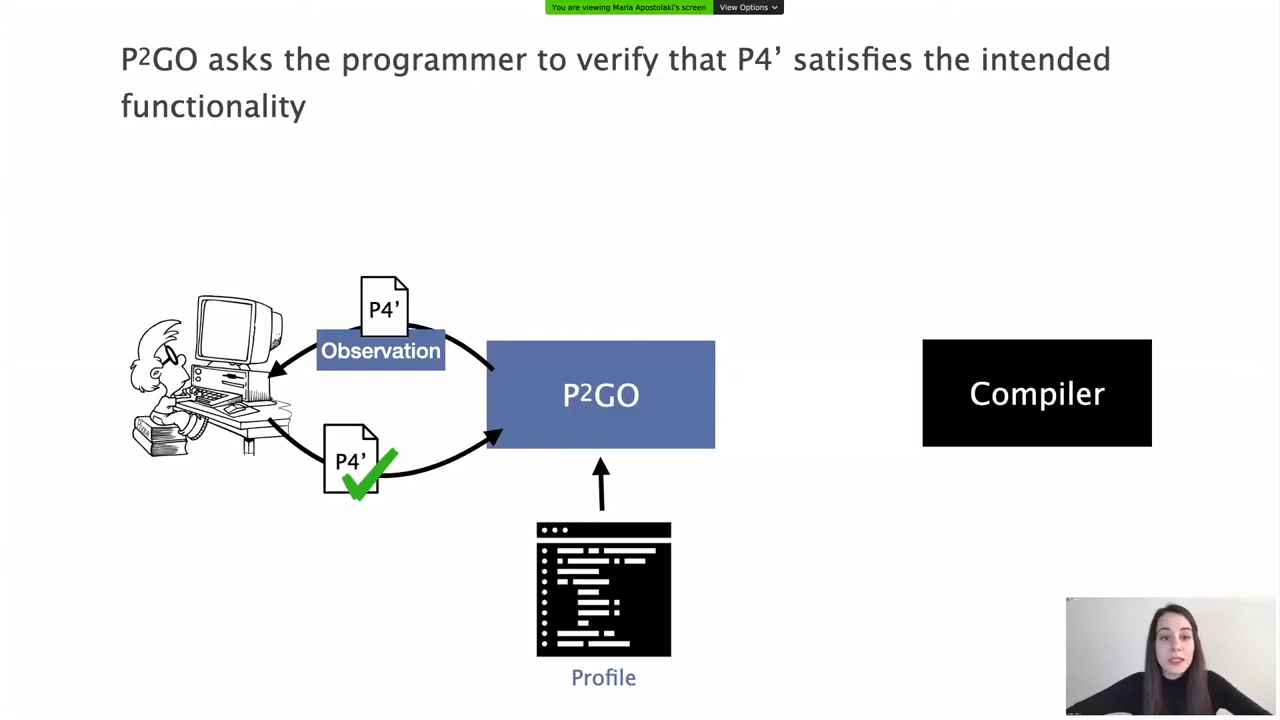 You are viewing Maria Apostolaki's screen View Options
P2GO asks the programmer to verify that P4’ satisfies the intended
functionality
P4’
Observation
P2GO
Compiler
P4’
Profile